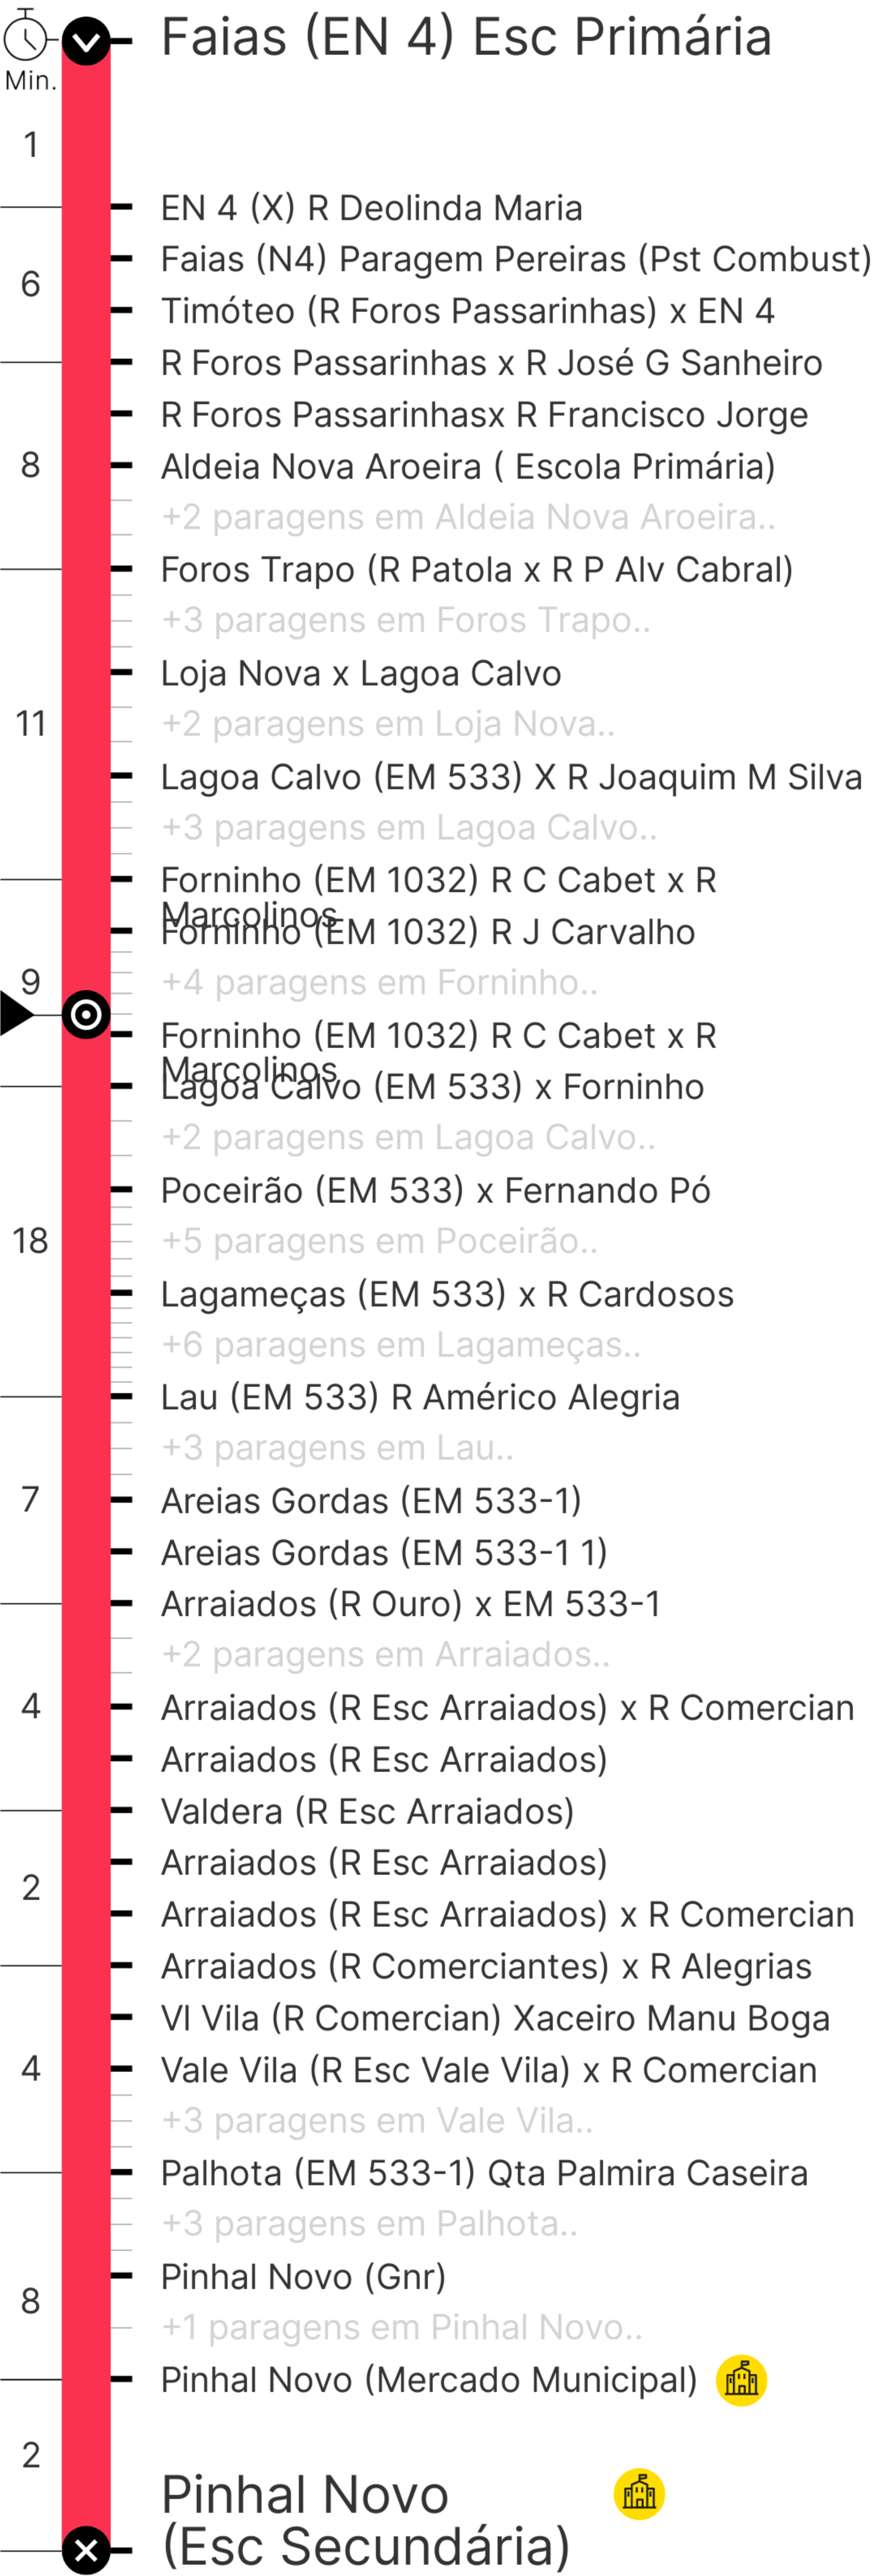 Faias (EN 4) Esc Primária
Min.
1
EN 4 (X) R Deolinda Maria
Faias (N4) Paragem Pereiras (Pst Combust)
6
Timóteo (R Foros Passarinhas) x EN 4
R Foros Passarinhas x R José G Sanheiro
R Foros Passarinhasx R Francisco Jorge
8
Aldeia Nova Aroeira ( Escola Primária)
+2 paragens em Aldeia Nova Aroeira..
Foros Trapo (R Patola x R P Alv Cabral)
+3 paragens em Foros Trapo..
Loja Nova x Lagoa Calvo
11
+2 paragens em Loja Nova..
Lagoa Calvo (EM 533) X R Joaquim M Silva
+3 paragens em Lagoa Calvo..
Forninho (EM 1032) R C Cabet x R
Marcolinos
Forninho (EM 1032) R J Carvalho
9
+4 paragens em Forninho..
Forninho (EM 1032) R C Cabet x R
Marcolinos
Lagoa Calvo (EM 533) x Forninho
+2 paragens em Lagoa Calvo..
Poceirão (EM 533) x Fernando Pó
18
+5 paragens em Poceirão..
Lagameças (EM 533) x R Cardosos
+6 paragens em Lagameças..
Lau (EM 533) R Américo Alegria
+3 paragens em Lau..
7
Areias Gordas (EM 533-1)
Areias Gordas (EM 533-1 1)
Arraiados (R Ouro) x EM 533-1
+2 paragens em Arraiados..
4
Arraiados (R Esc Arraiados) x R Comercian
Arraiados (R Esc Arraiados)
Valdera (R Esc Arraiados)
Arraiados (R Esc Arraiados)
2
Arraiados (R Esc Arraiados) x R Comercian
Arraiados (R Comerciantes) x R Alegrias
Vl Vila (R Comercian) Xaceiro Manu Boga
4
Vale Vila (R Esc Vale Vila) x R Comercian
+3 paragens em Vale Vila..
Palhota (EM 533-1) Qta Palmira Caseira
+3 paragens em Palhota..
Pinhal Novo (Gnr)
8
+1 paragens em Pinhal Novo..
Pinhal Novo (Mercado Municipal)
2
Pinhal Novo
(Esc Secundária)